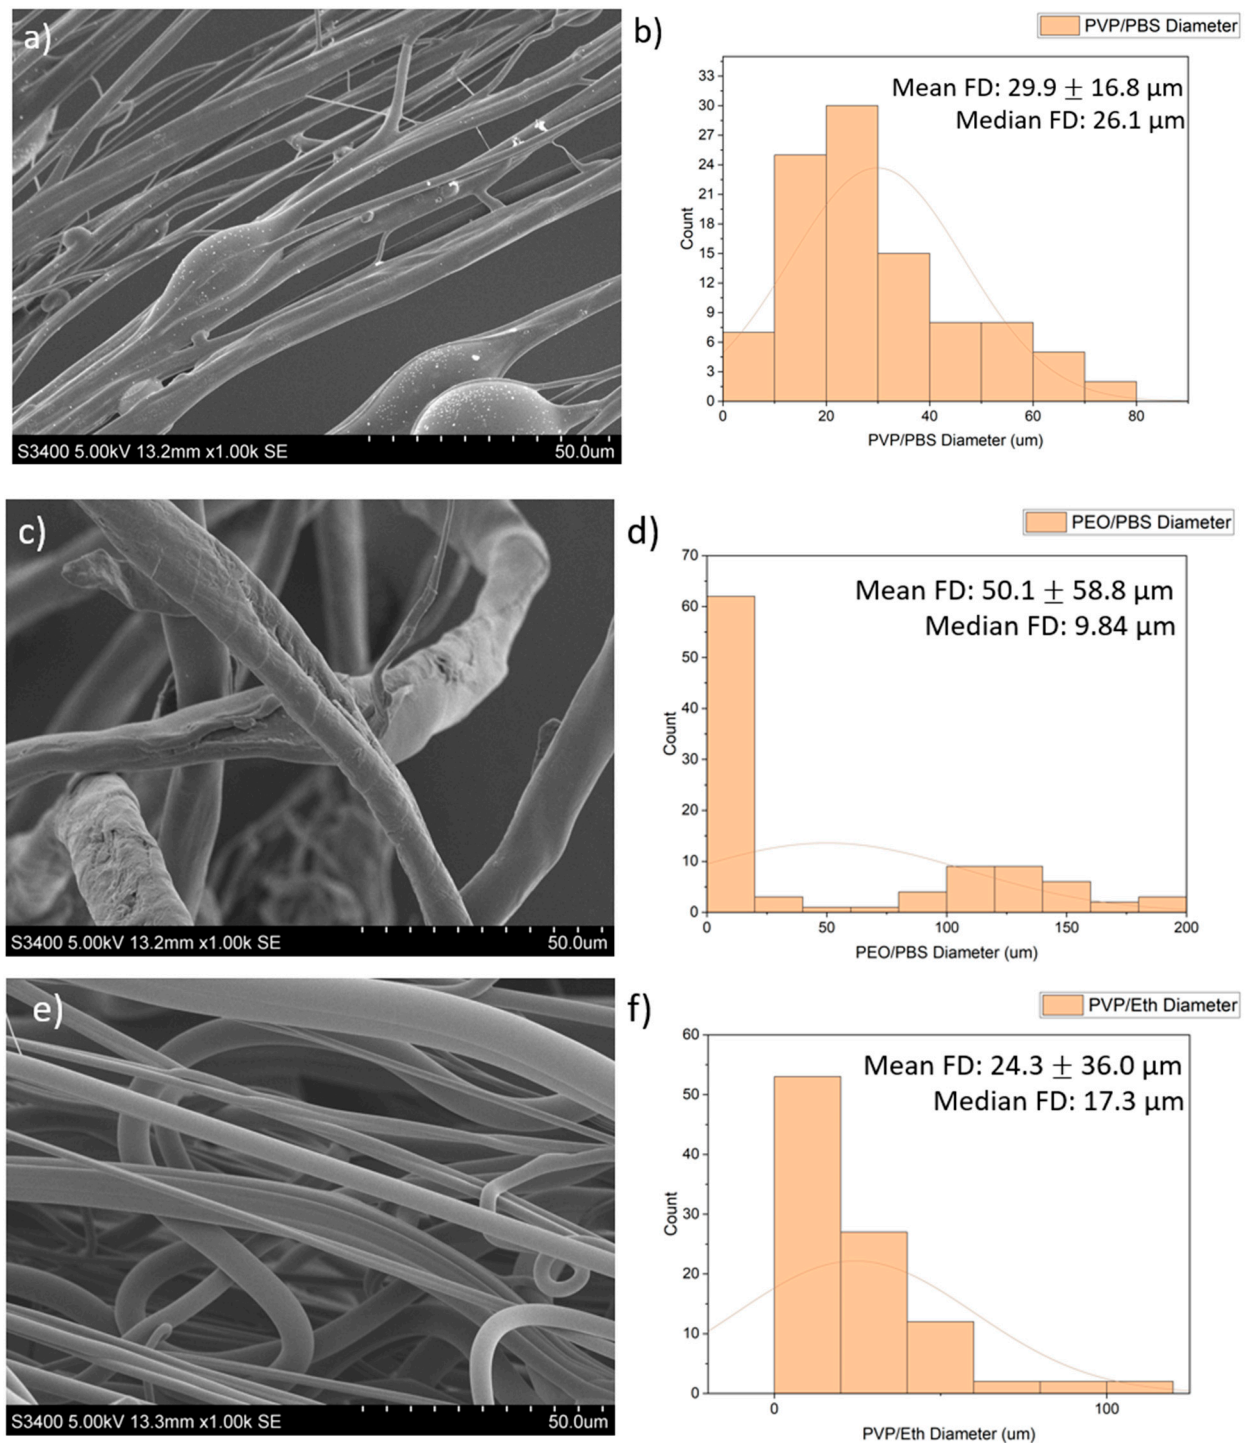 a)
S3400 5.00kV 13.2mm x1.00k SE 50.0um
b)
PVP/PBS Diameter
Mean FD: 29.9 ± 16.8 µm
Median FD: 26.1 µm
Count
33
30
27
24
21
18
15
12
9
6
3
0
0 20 40 60 80
PVP/PBS Diameter (um)
c)
S3400 5.00kV 13.2mm x1.00k SE 50.0um
d)
PEO/PBS Diameter
Mean FD: 50.1 ± 58.8 µm
Median FD: 9.84 µm
Count
70
60
50
40
30
20
10
0
0 50 100 150 200
PEO/PBS Diameter (um)
e)
S3400 5.00kV 13.3mm x1.00k SE 50.0um
f)
PVP/Eth Diameter
Mean FD: 24.3 ± 36.0 µm
Median FD: 17.3 µm
Count
60
50
40
30
20
10
0
0 100
PVP/Eth Diameter (um)